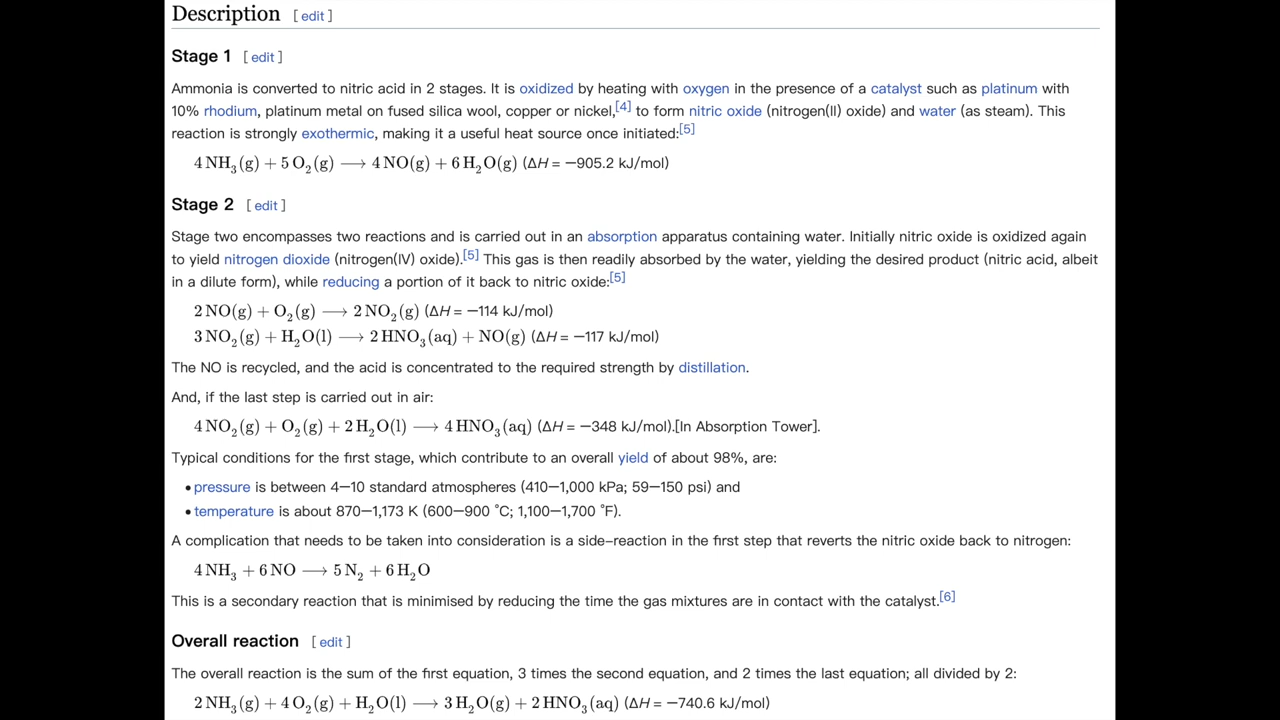 Description [ edit ]
Stage 1 [ edit ]
Ammonia is converted to nitric acid in 2 stages. It is oxidized by heating with oxygen in the presence of a catalyst such as platinum with
10% rhodium, platinum metal on fused silica wool, copper or nickel,[4] to form nitric oxide (nitrogen(II) oxide) and water (as steam). This
reaction is strongly exothermic, making it a useful heat source once initiated:[5]
4 NH₃(g) + 5 O₂(g) ⟶ 4 NO(g) + 6 H₂O(g) (ΔH = −905.2 kJ/mol)
Stage 2 [ edit ]
Stage two encompasses two reactions and is carried out in an absorption apparatus containing water. Initially nitric oxide is oxidized again
to yield nitrogen dioxide (nitrogen(IV) oxide).[5] This gas is then readily absorbed by the water, yielding the desired product (nitric acid, albeit
in a dilute form), while reducing a portion of it back to nitric oxide:[5]
2 NO(g) + O₂(g) ⟶ 2 NO₂(g) (ΔH = −114 kJ/mol)
3 NO₂(g) + H₂O(l) ⟶ 2 HNO₃(aq) + NO(g) (ΔH = −117 kJ/mol)
The NO is recycled, and the acid is concentrated to the required strength by distillation.
And, if the last step is carried out in air:
4 NO₂(g) + O₂(g) + 2 H₂O(l) ⟶ 4 HNO₃(aq) (ΔH = −348 kJ/mol).[In Absorption Tower].
Typical conditions for the first stage, which contribute to an overall yield of about 98%, are:
• pressure is between 4–10 standard atmospheres (410–1,000 kPa; 59–150 psi) and
• temperature is about 870–1,173 K (600–900 °C; 1,100–1,700 °F).
A complication that needs to be taken into consideration is a side-reaction in the first step that reverts the nitric oxide back to nitrogen:
4 NH₃ + 6 NO ⟶ 5 N₂ + 6 H₂O
This is a secondary reaction that is minimised by reducing the time the gas mixtures are in contact with the catalyst.[6]
Overall reaction [ edit ]
The overall reaction is the sum of the first equation, 3 times the second equation, and 2 times the last equation; all divided by 2:
2 NH₃(g) + 4 O₂(g) + H₂O(l) ⟶ 3 H₂O(g) + 2 HNO₃(aq) (ΔH = −740.6 kJ/mol)